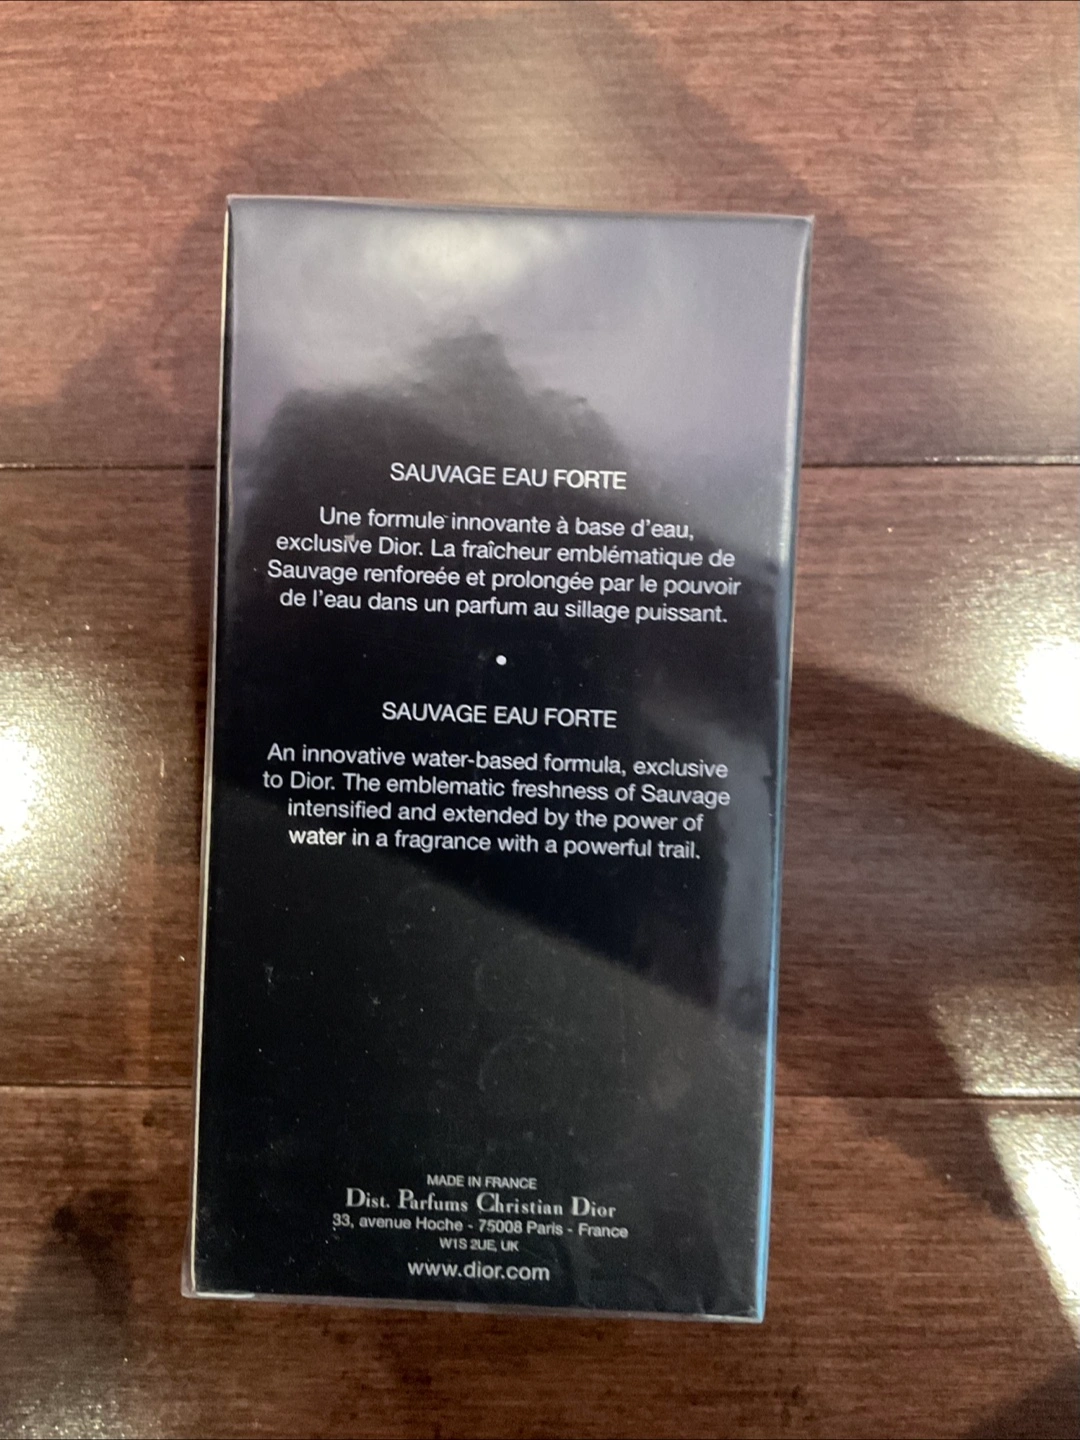 SAUVAGE EAU FORTE
Une formule innovante à base d'eau,
exclusive Dior. La fraîcheur emblématique de
Sauvage renforeée et prolongée par le pouvoir
de l'eau dans un parfum au sillage puissant.
SAUVAGE EAU FORTE
An innovative water-based formula, exclusive
to Dior. The emblematic freshness of Sauvage
intensified and extended by the power of
water in a fragrance with a powerful trail.
MADE IN FRANCE
Dist. Parfums Christian Dior
33, avenue Hoche - 75008 Paris - France
W1S 2UE, UK
www.dior.com